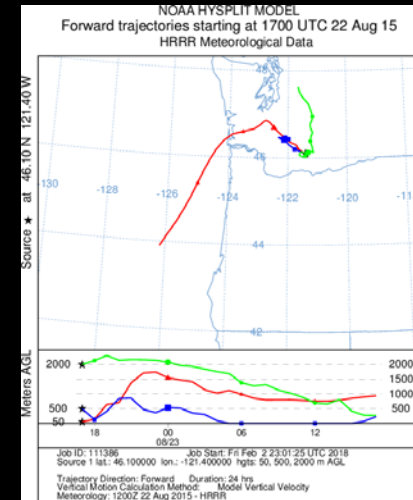 NOAA HYSPLIT MODEL
Forward trajectories starting at 1700 UTC 22 Aug 15
HRRR Meteorological Data
Source ★ at 46.10 N 121.40 W
48
46
-130
-128
-126
-124
-122
-120
44
42
Meters AGL
2000
500
50
2000
1500
1000
500
18
00
06
12
08/23
Job ID: 111386 Job Start: Fri Feb 2 23:01:25 UTC 2018
Source 1 lat.: 46.100000 lon.: -121.400000 hgts: 50, 500, 2000 m AGL
Trajectory Direction: Forward Duration: 24 hrs
Vertical Motion Calculation Method: Model Vertical Velocity
Meteorology: 1200Z 22 Aug 2015 - HRRR